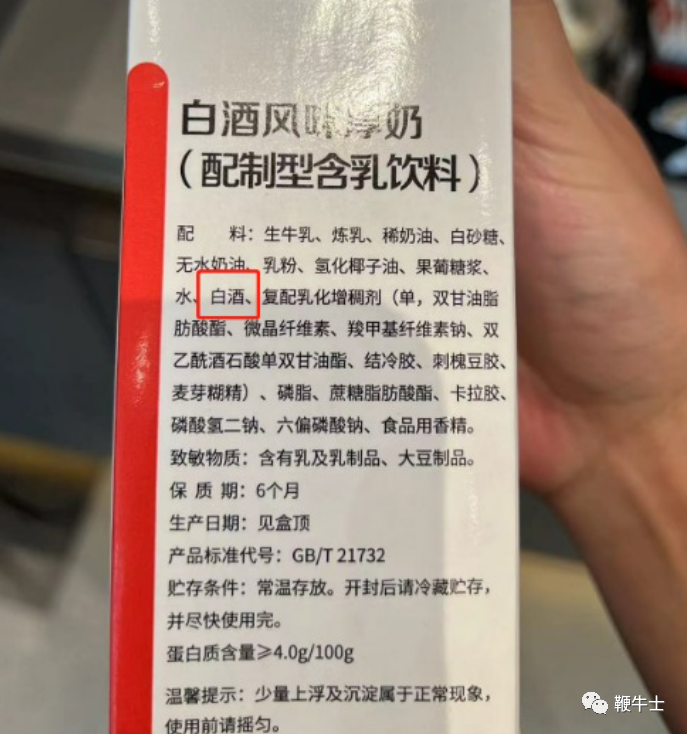 白酒风味厚奶
（配制型含乳饮料）
配 料：生牛乳、炼乳、稀奶油、白砂糖、
无水奶油、乳粉、氢化椰子油、果葡糖浆、
水、白酒、复配乳化增稠剂（单，双甘油脂
肪酸酯、微晶纤维素、羧甲基纤维素钠、双
乙酰酒石酸单双甘油酯、结冷胶、刺槐豆胶、
麦芽糊精）、磷脂、蔗糖脂肪酸酯、卡拉胶、
磷酸氢二钠、六偏磷酸钠、食品用香精。
致敏物质：含有乳及乳制品、大豆制品。
保 质 期：6个月
生产日期：见盒顶
产品标准代号：GB/T 21732
贮存条件：常温存放。开封后请冷藏贮存，
并尽快使用完。
蛋白质含量≥4.0g/100g
温馨提示：少量上浮及沉淀属于正常现象，
使用前请摇匀。
鞭牛士